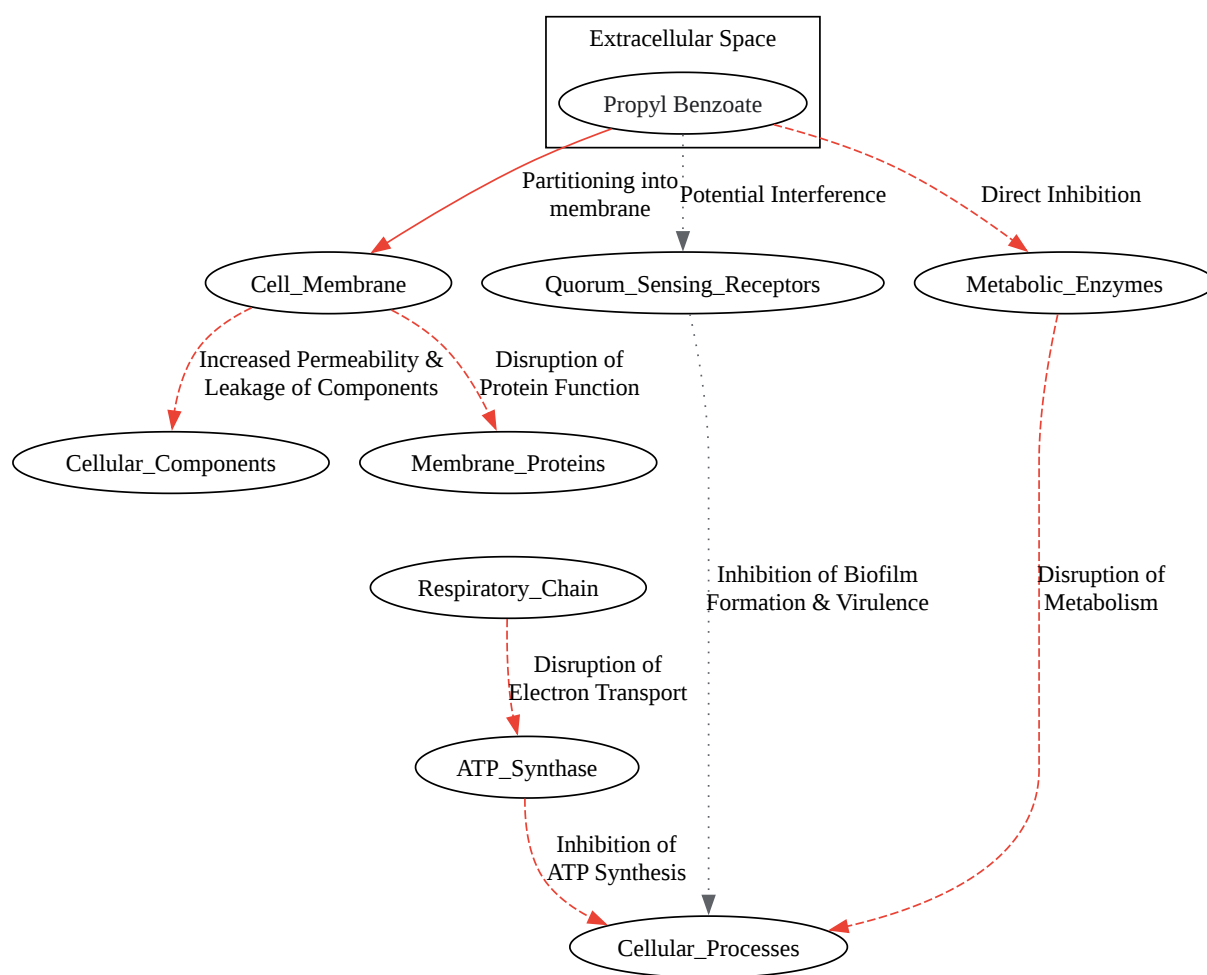 Extracellular Space
Propyl Benzoate
Partitioning into
membrane
Potential Interference
Direct Inhibition
Cell_Membrane
Quorum_Sensing_Receptors
Metabolic_Enzymes
Increased Permeability &
Leakage of Components
Disruption of
Protein Function
Cellular_Components
Membrane_Proteins
Respiratory_Chain
Inhibition of Biofilm
Formation & Virulence
Disruption of
Metabolism
Disruption of
Electron Transport
ATP_Synthase
Inhibition of
ATP Synthesis
Cellular_Processes